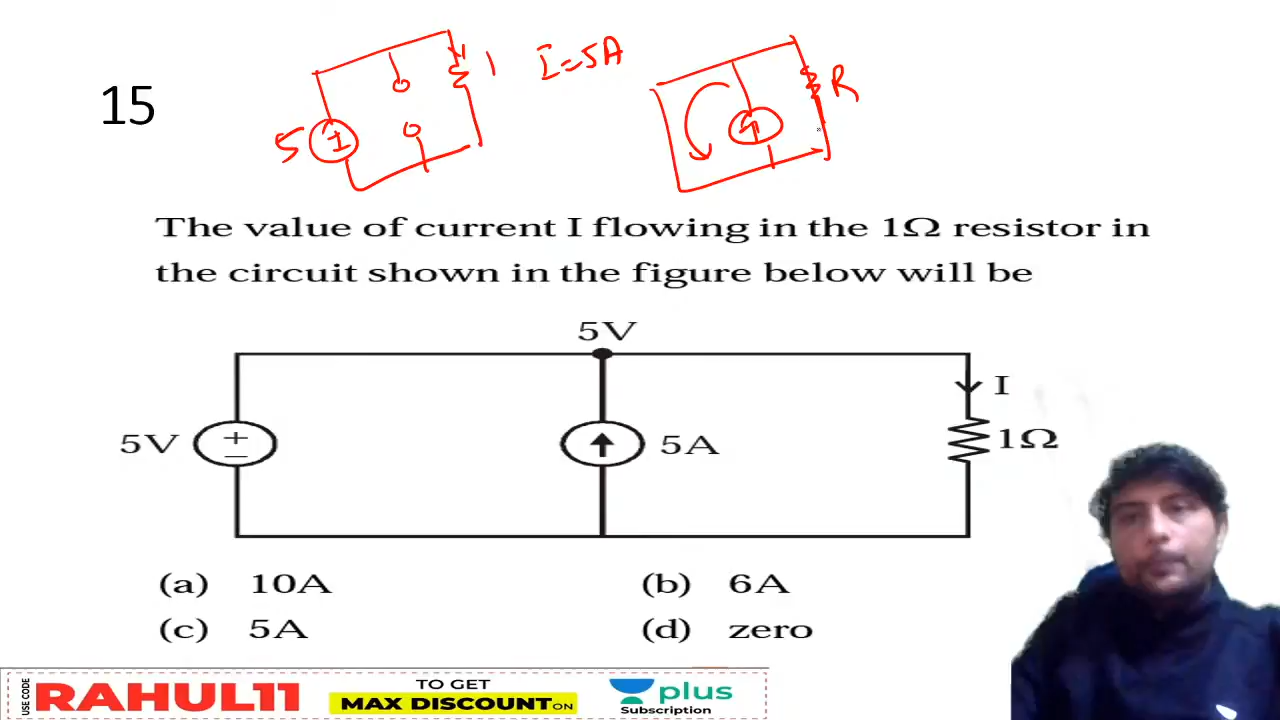 1 I=5A
R
5
15
The value of current I flowing in the 1Ω resistor in
the circuit shown in the figure below will be
5V
I
5V + − 5A 1Ω
(a) 10A (b) 6A
(c) 5A (d) zero
USE CODE RAHUL11 TO GET MAX DISCOUNT ON plus Subscription